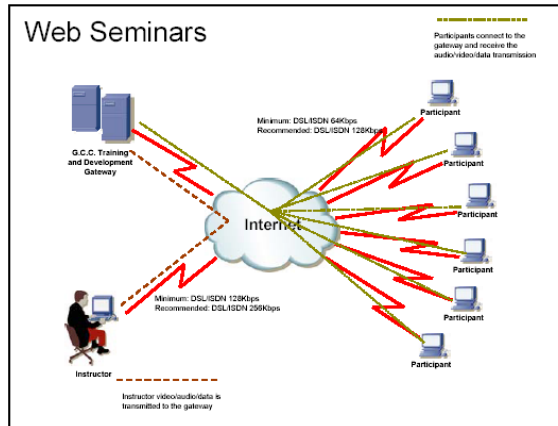 Web Seminars
Participants connect to the
gateway and receive the
audio/video/data transmission
Participant
Minimum: DSL/ISDN 64Kbps
Recommended: DSL/ISDN 128Kbps
G.C.C. Training
and Development
Gateway
Participant
Participant
Internet
Participant
Minimum: DSL/ISDN 128Kbps
Recommended: DSL/ISDN 256Kbps
Participant
Participant
Instructor
Instructor video/audio/data is
transmitted to the gateway